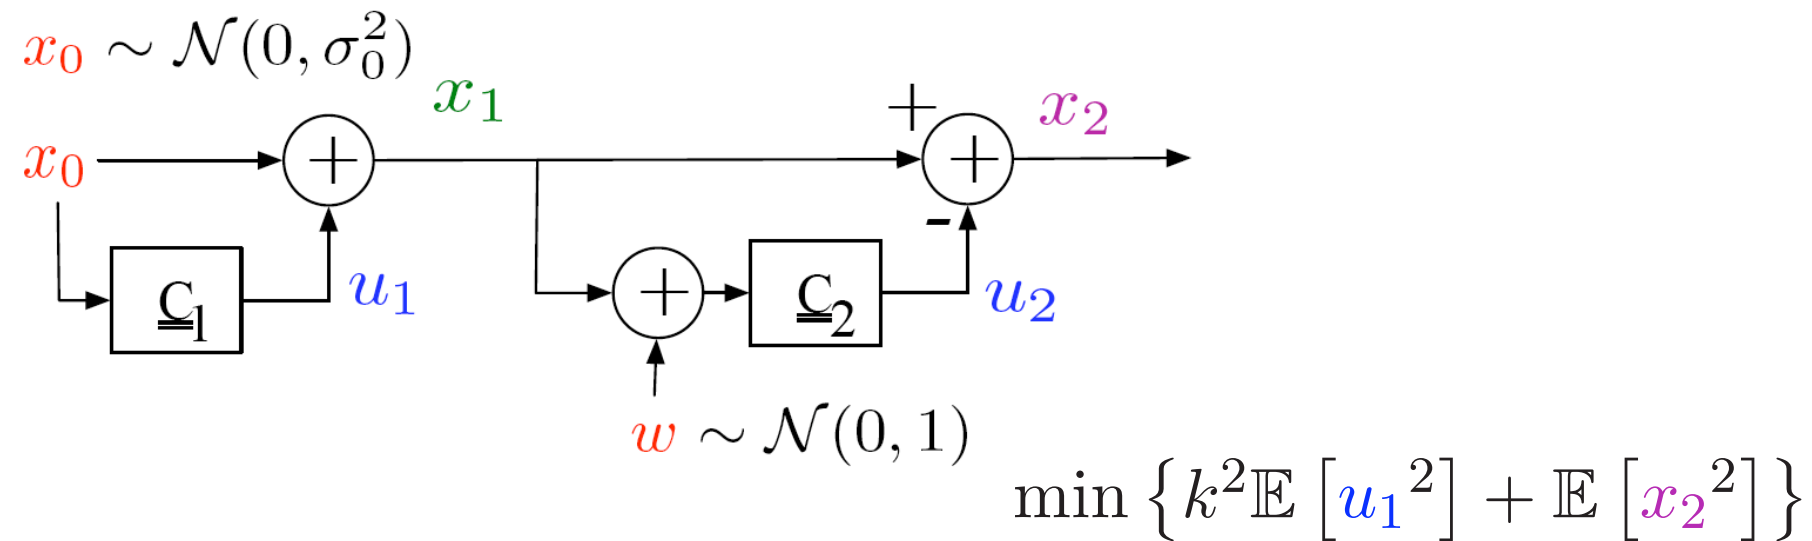 x₀ ∼ 𝒩(0, σ₀²)
x₁
+
x₂
x₀
+
+
-
C₁
u₁
+
C₂
u₂
w ∼ 𝒩(0, 1)
min {k²𝔼 [u₁²] + 𝔼 [x₂²]}